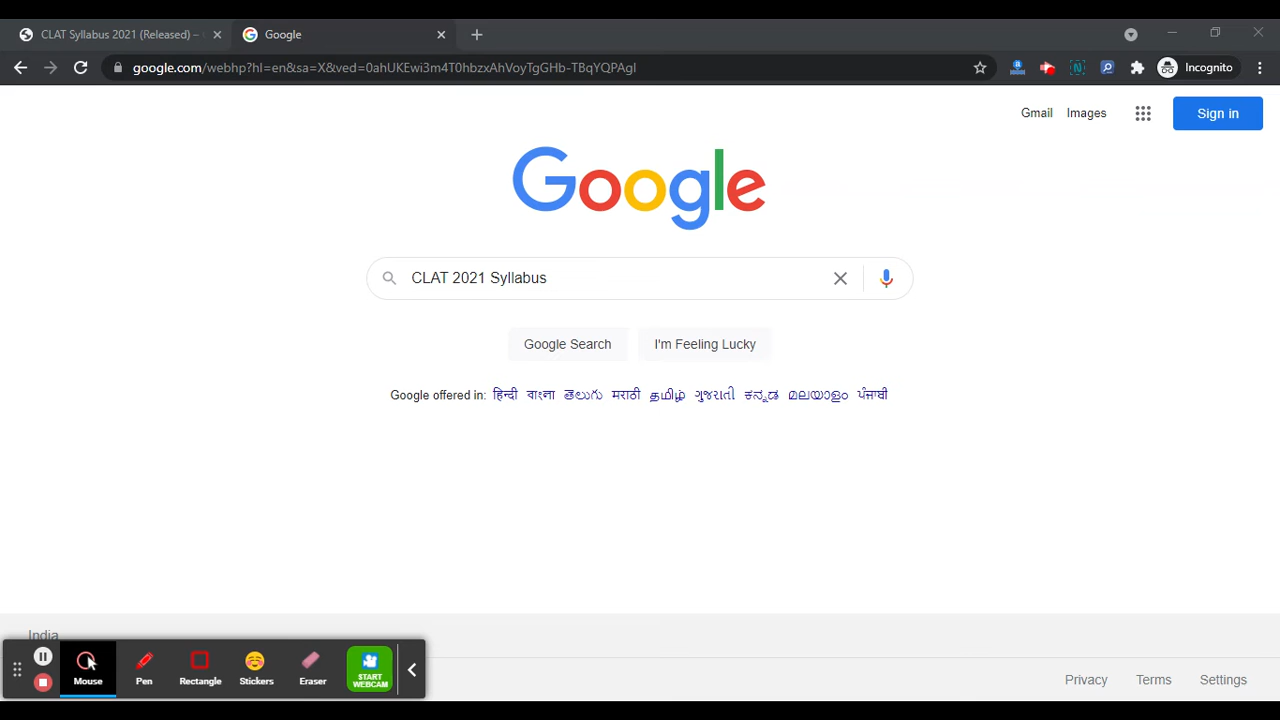 CLAT Syllabus 2021 (Released) –
Google
google.com/webhp?hl=en&sa=X&ved=0ahUKEwi3m4T0hbzxAhVoyTgGHb-TBqYQPAgI
Incognito
Gmail Images
Sign in
Google
CLAT 2021 Syllabus
Google Search
I'm Feeling Lucky
Google offered in: हिन्दी বাংলা తెలుగు मराठी தமிழ் ગુજરાતી ಕನ್ನಡ മലയാളം ਪੰਜਾਬੀ
India
Mouse
Pen
Rectangle
Stickers
Eraser
START
WEBCAM
Privacy Terms Settings